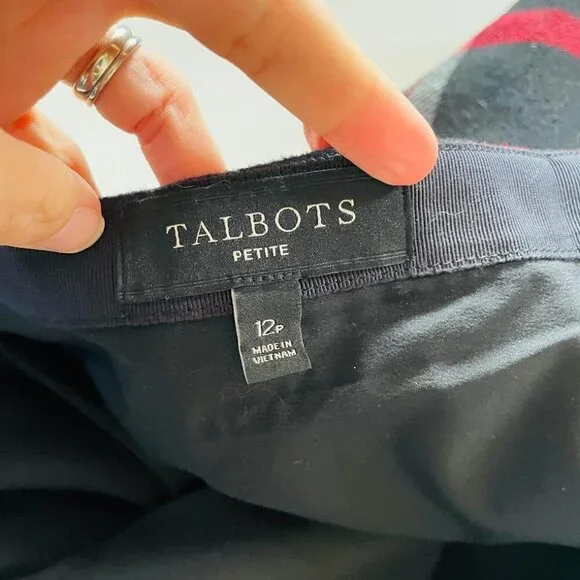 TALBOTS
PETITE
12P
MADE IN
VIETNAM